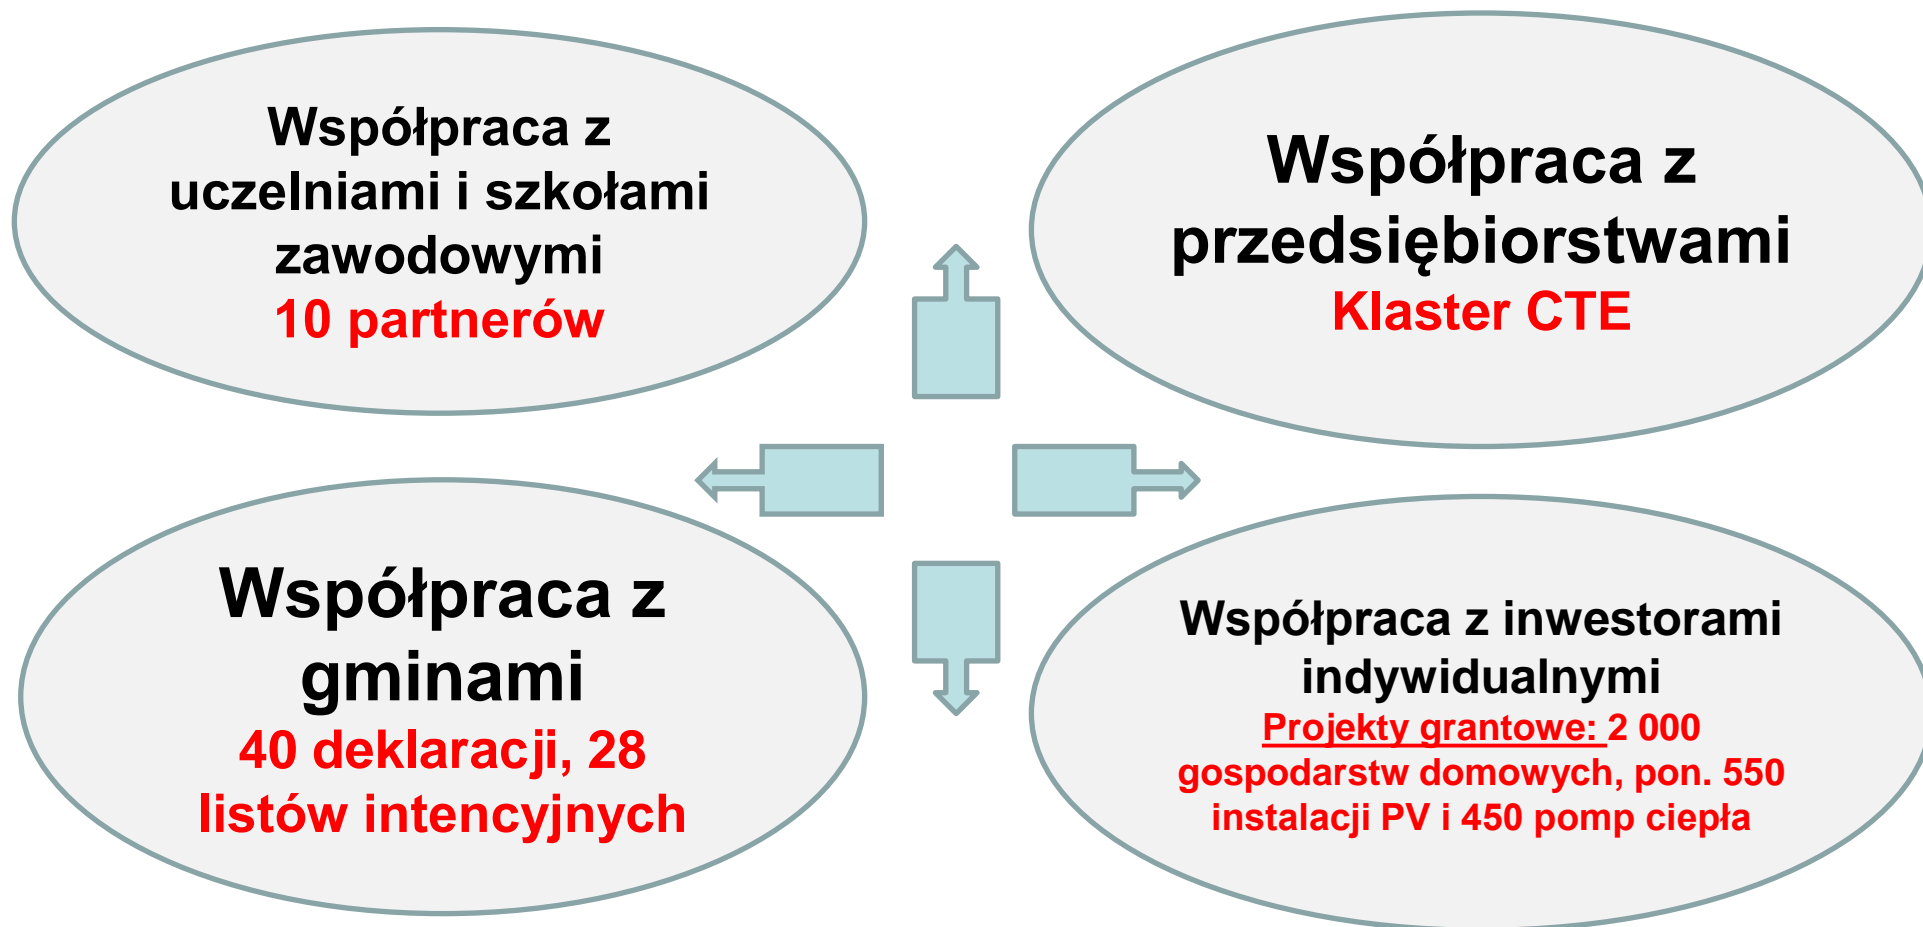 Współpraca z
uczelniami i szkołami
zawodowymi
10 partnerów
Współpraca z
przedsiębiorstwami
Klaster CTE
Współpraca z
gminami
40 deklaracji, 28
listów intencyjnych
Współpraca z inwestorami
indywidualnymi
Projekty grantowe: 2 000
gospodarstw domowych, pon. 550
instalacji PV i 450 pomp ciepła